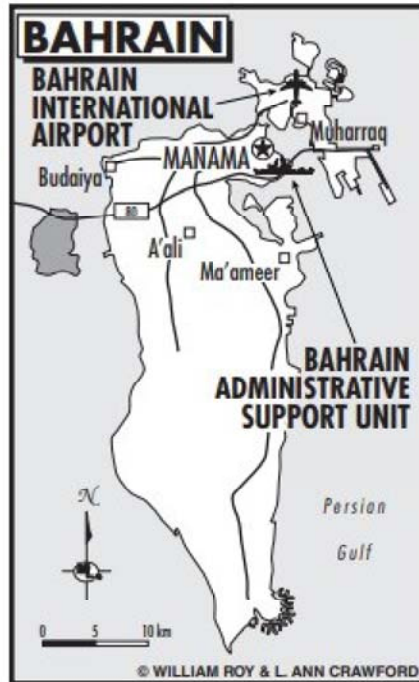 BAHRAIN
BAHRAIN
INTERNATIONAL
AIRPORT
Muharraq
MANAMA
Budaiya
80
A'ali
Ma'ameer
BAHRAIN
ADMINISTRATIVE
SUPPORT UNIT
N
Persian
Gulf
0 5 10 km
© WILLIAM ROY & L. ANN CRAWFORD